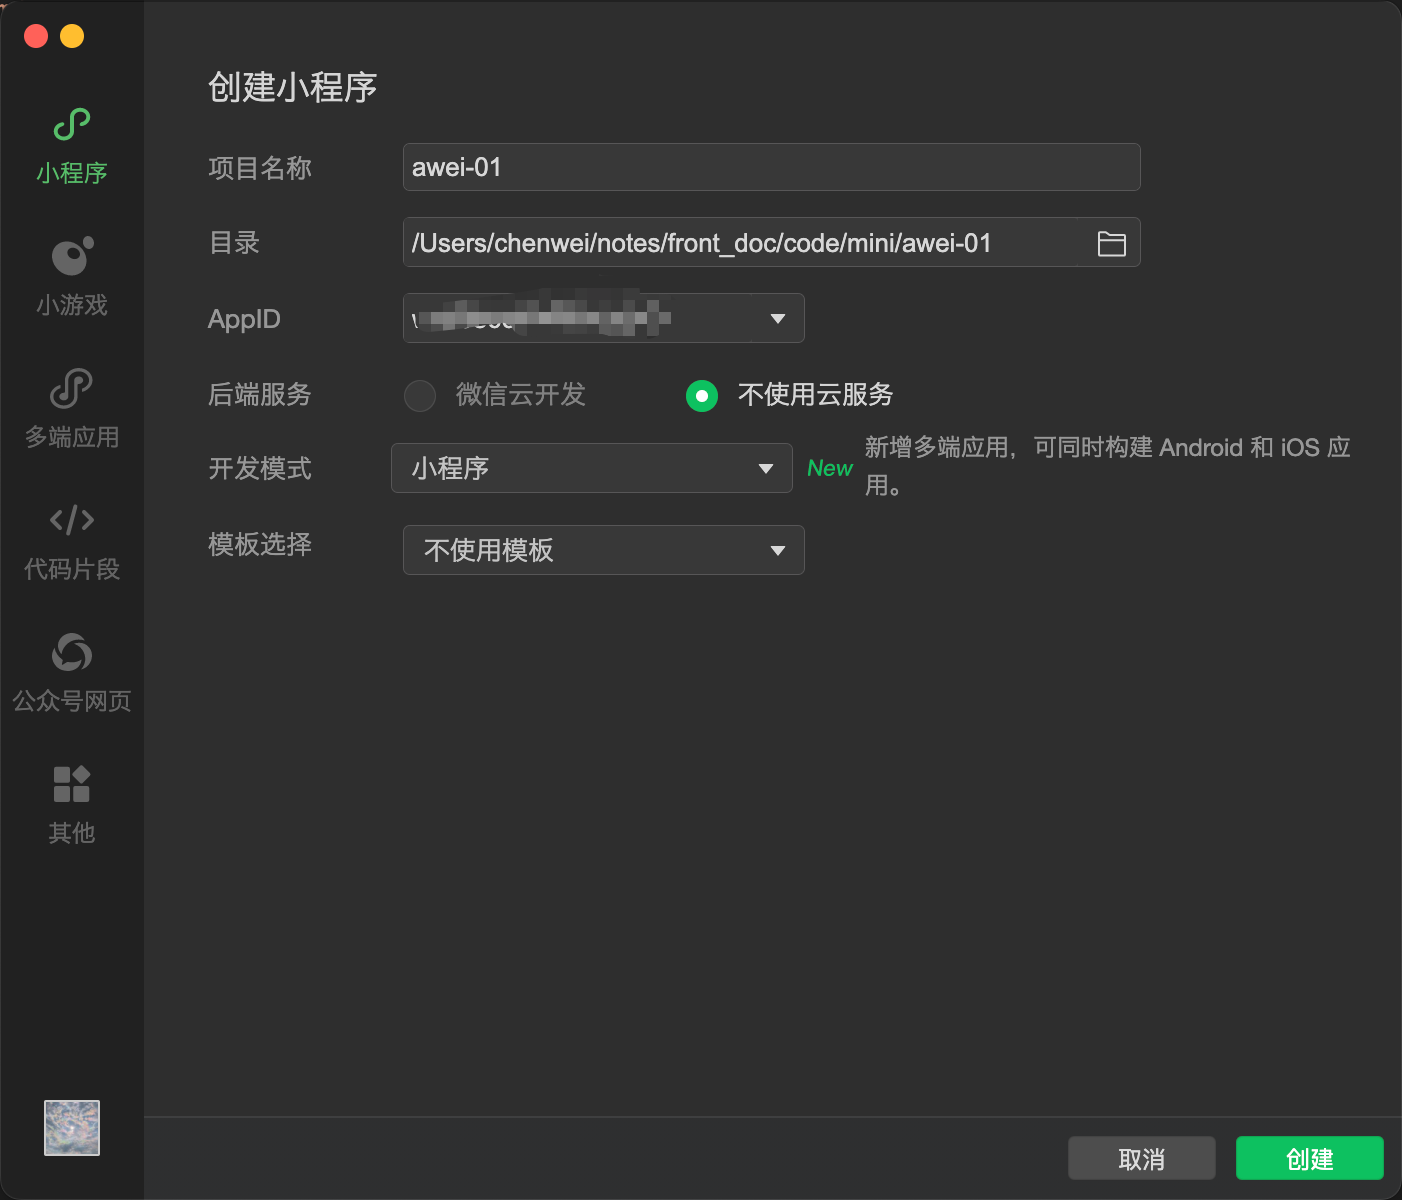 小程序
小游戏
多端应用
代码片段
公众号网页
其他
创建小程序
项目名称
awei-01
目录
/Users/chenwei/notes/front_doc/code/mini/awei-01
AppID
后端服务
微信云开发
不使用云服务
开发模式
小程序
New
新增多端应用，可同时构建 Android 和 iOS 应
用。
模板选择
不使用模板
取消
创建